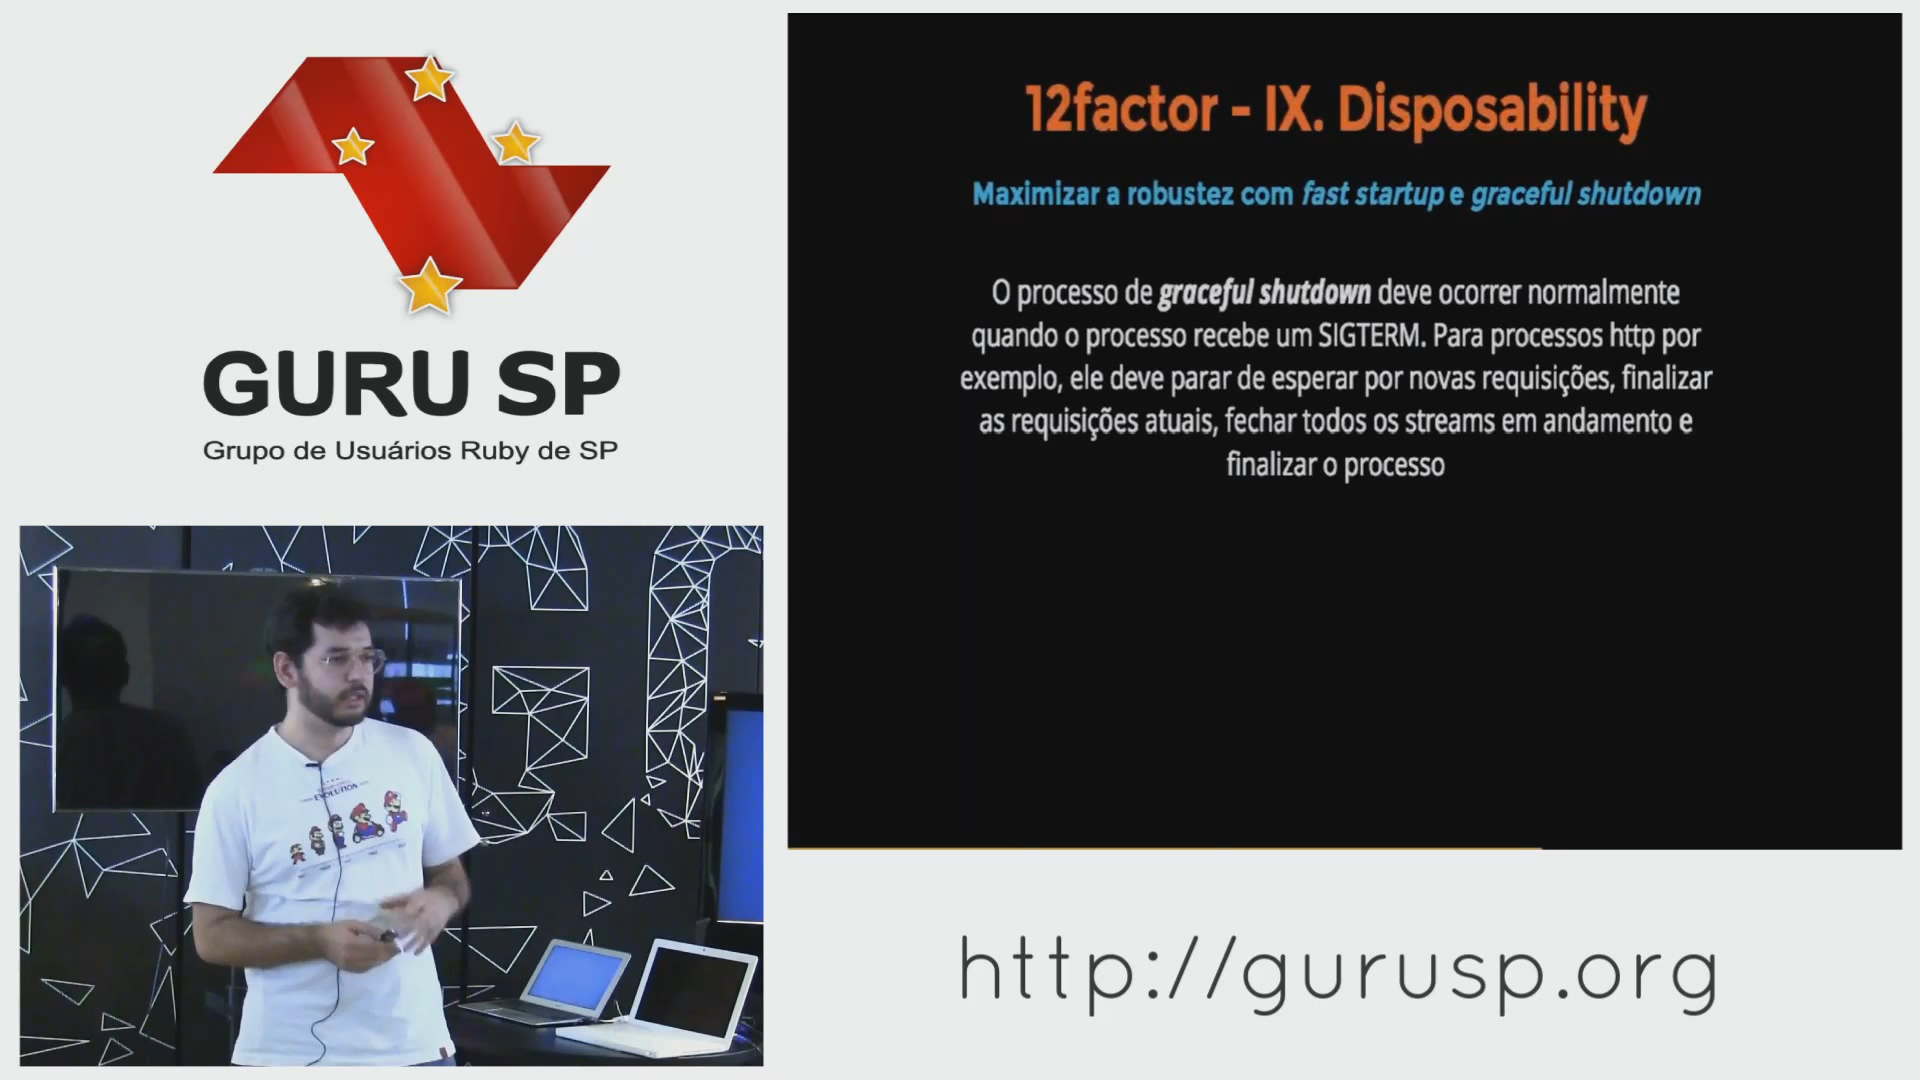 GURU SP
Grupo de Usuários Ruby de SP
12factor - IX. Disposability
Maximizar a robustez com fast startup e graceful shutdown
O processo de graceful shutdown deve ocorrer normalmente
quando o processo recebe um SIGTERM. Para processos http por
exemplo, ele deve parar de esperar por novas requisições, finalizar
as requisições atuais, fechar todos os streams em andamento e
finalizar o processo
EVOLUTION
http://gurusp.org